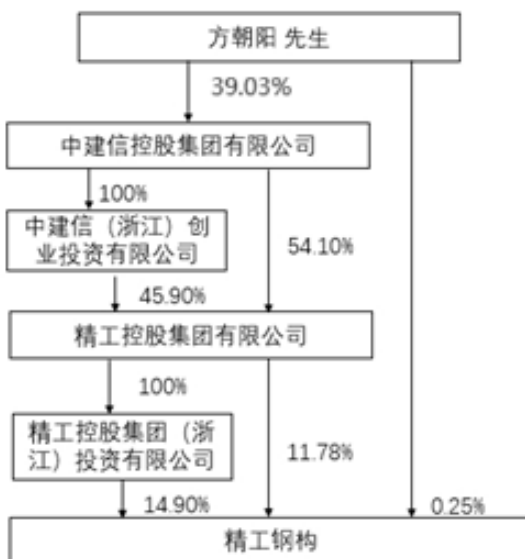 方朝阳 先生
39.03%
中建信控股集团有限公司
100%
中建信（浙江）创
业投资有限公司
54.10%
45.90%
精工控股集团有限公司
100%
精工控股集团（浙
江）投资有限公司
11.78%
14.90%
0.25%
精工钢构